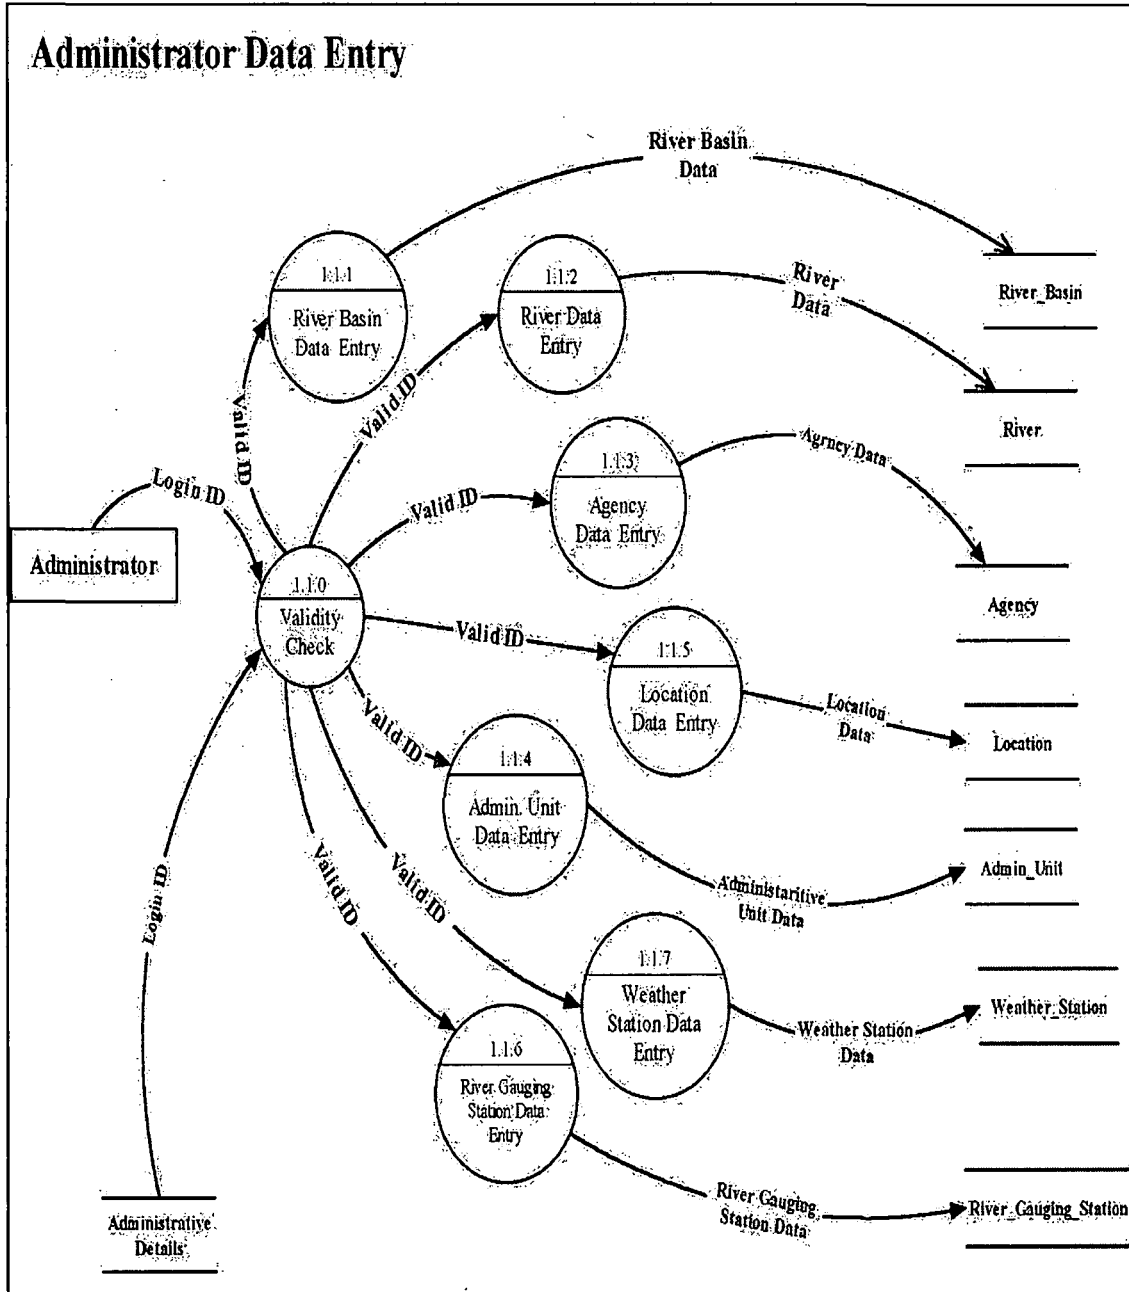 Administrator Data Entry
River Basin
Data
1.1.1
River Basin
Data Entry
1.1.2
River Data
Entry
River
Data
River_Basin
Valid ID
Valid ID
River
1.1.3
Agency
Data Entry
Agrncy Data
Login ID
Valid ID
Administrator
Agency
1.1.0
Validity
Check
Valid ID
1.1.5
Location
Data Entry
Location
Data
Location
Valid ID
1.1.4
Admin. Unit
Data Entry
Administaritive
Unit Data
Admin_Unit
Valid ID
Valid ID
Login ID
1.1.7
Weather
Station Data
Entry
Weather Station
Data
Weather_Station
1.1.6
River Gauging
Station Data
Entry
River Gauging
Station Data
River_Gauging_Station
Administrative
Details